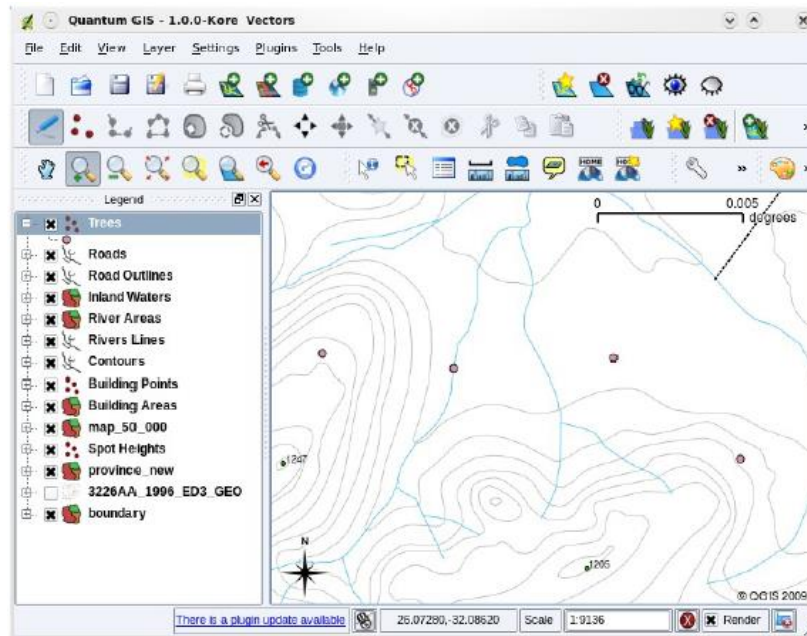 Quantum GIS - 1.0.0-Kore Vectors
File Edit View Layer Settings Plugins Tools Help
HOME
Legend
Trees
Roads
Road Outlines
Inland Waters
River Areas
Rivers Lines
Contours
Building Points
Building Areas
map_50_000
Spot Heights
province_new
3226AA_1996_ED3_GEO
boundary
0 0.005
degrees
1247
1205
N
© QGIS 2009
There is a plugin update available 26.07280,-32.08620 Scale 1:9136 Render